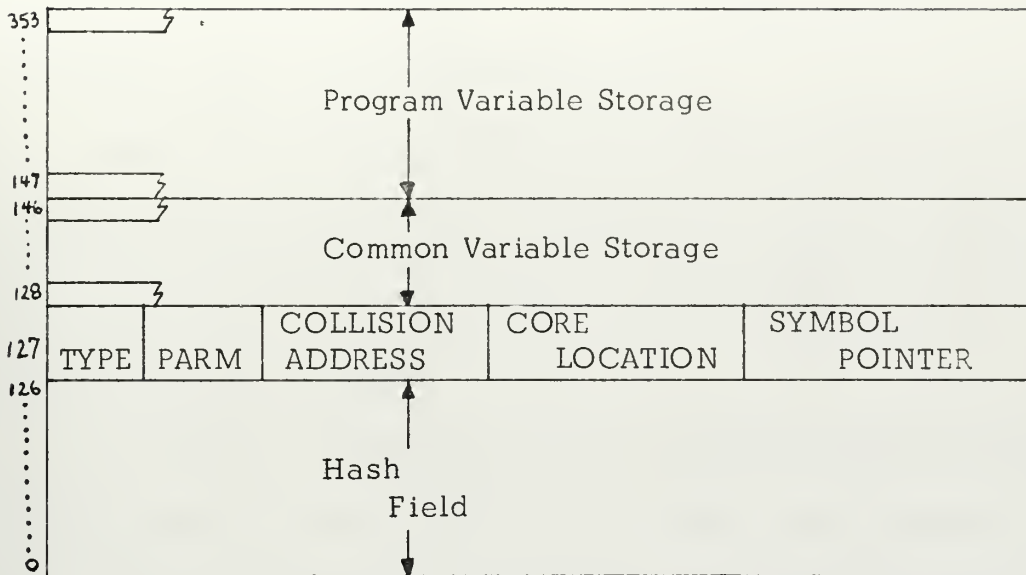 353
Program Variable Storage
147
146
Common Variable Storage
128
127
TYPE PARM COLLISION ADDRESS CORE LOCATION SYMBOL POINTER
126
Hash
Field
0